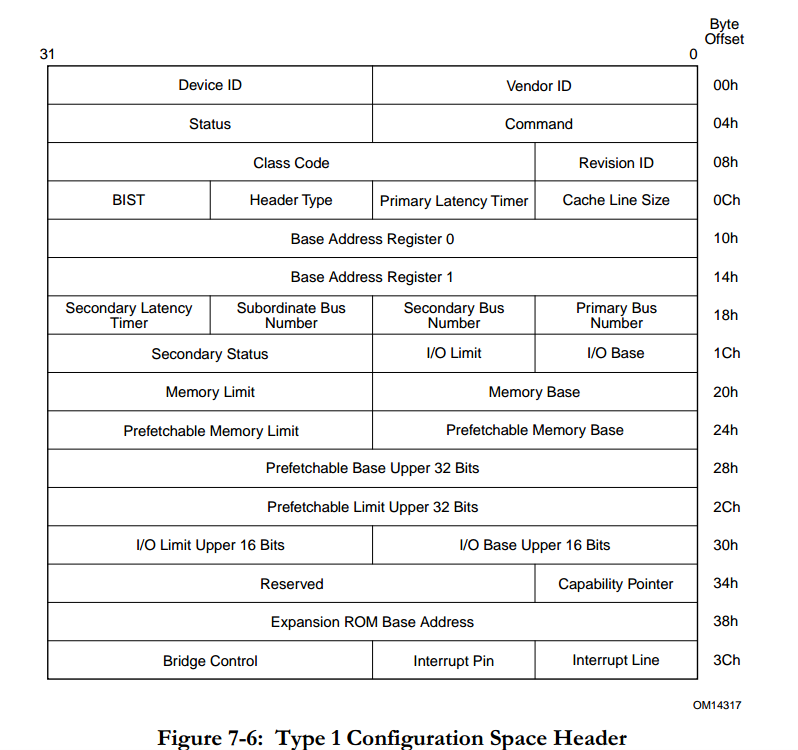 Byte
Offset
31 0
Device ID Vendor ID 00h
Status Command 04h
Class Code Revision ID 08h
BIST Header Type Primary Latency Timer Cache Line Size 0Ch
Base Address Register 0 10h
Base Address Register 1 14h
Secondary Latency Subordinate Bus Secondary Bus Primary Bus
Timer Number Number Number 18h
Secondary Status I/O Limit I/O Base 1Ch
Memory Limit Memory Base 20h
Prefetchable Memory Limit Prefetchable Memory Base 24h
Prefetchable Base Upper 32 Bits 28h
Prefetchable Limit Upper 32 Bits 2Ch
I/O Limit Upper 16 Bits I/O Base Upper 16 Bits 30h
Reserved Capability Pointer 34h
Expansion ROM Base Address 38h
Bridge Control Interrupt Pin Interrupt Line 3Ch
OM14317
Figure 7-6: Type 1 Configuration Space Header